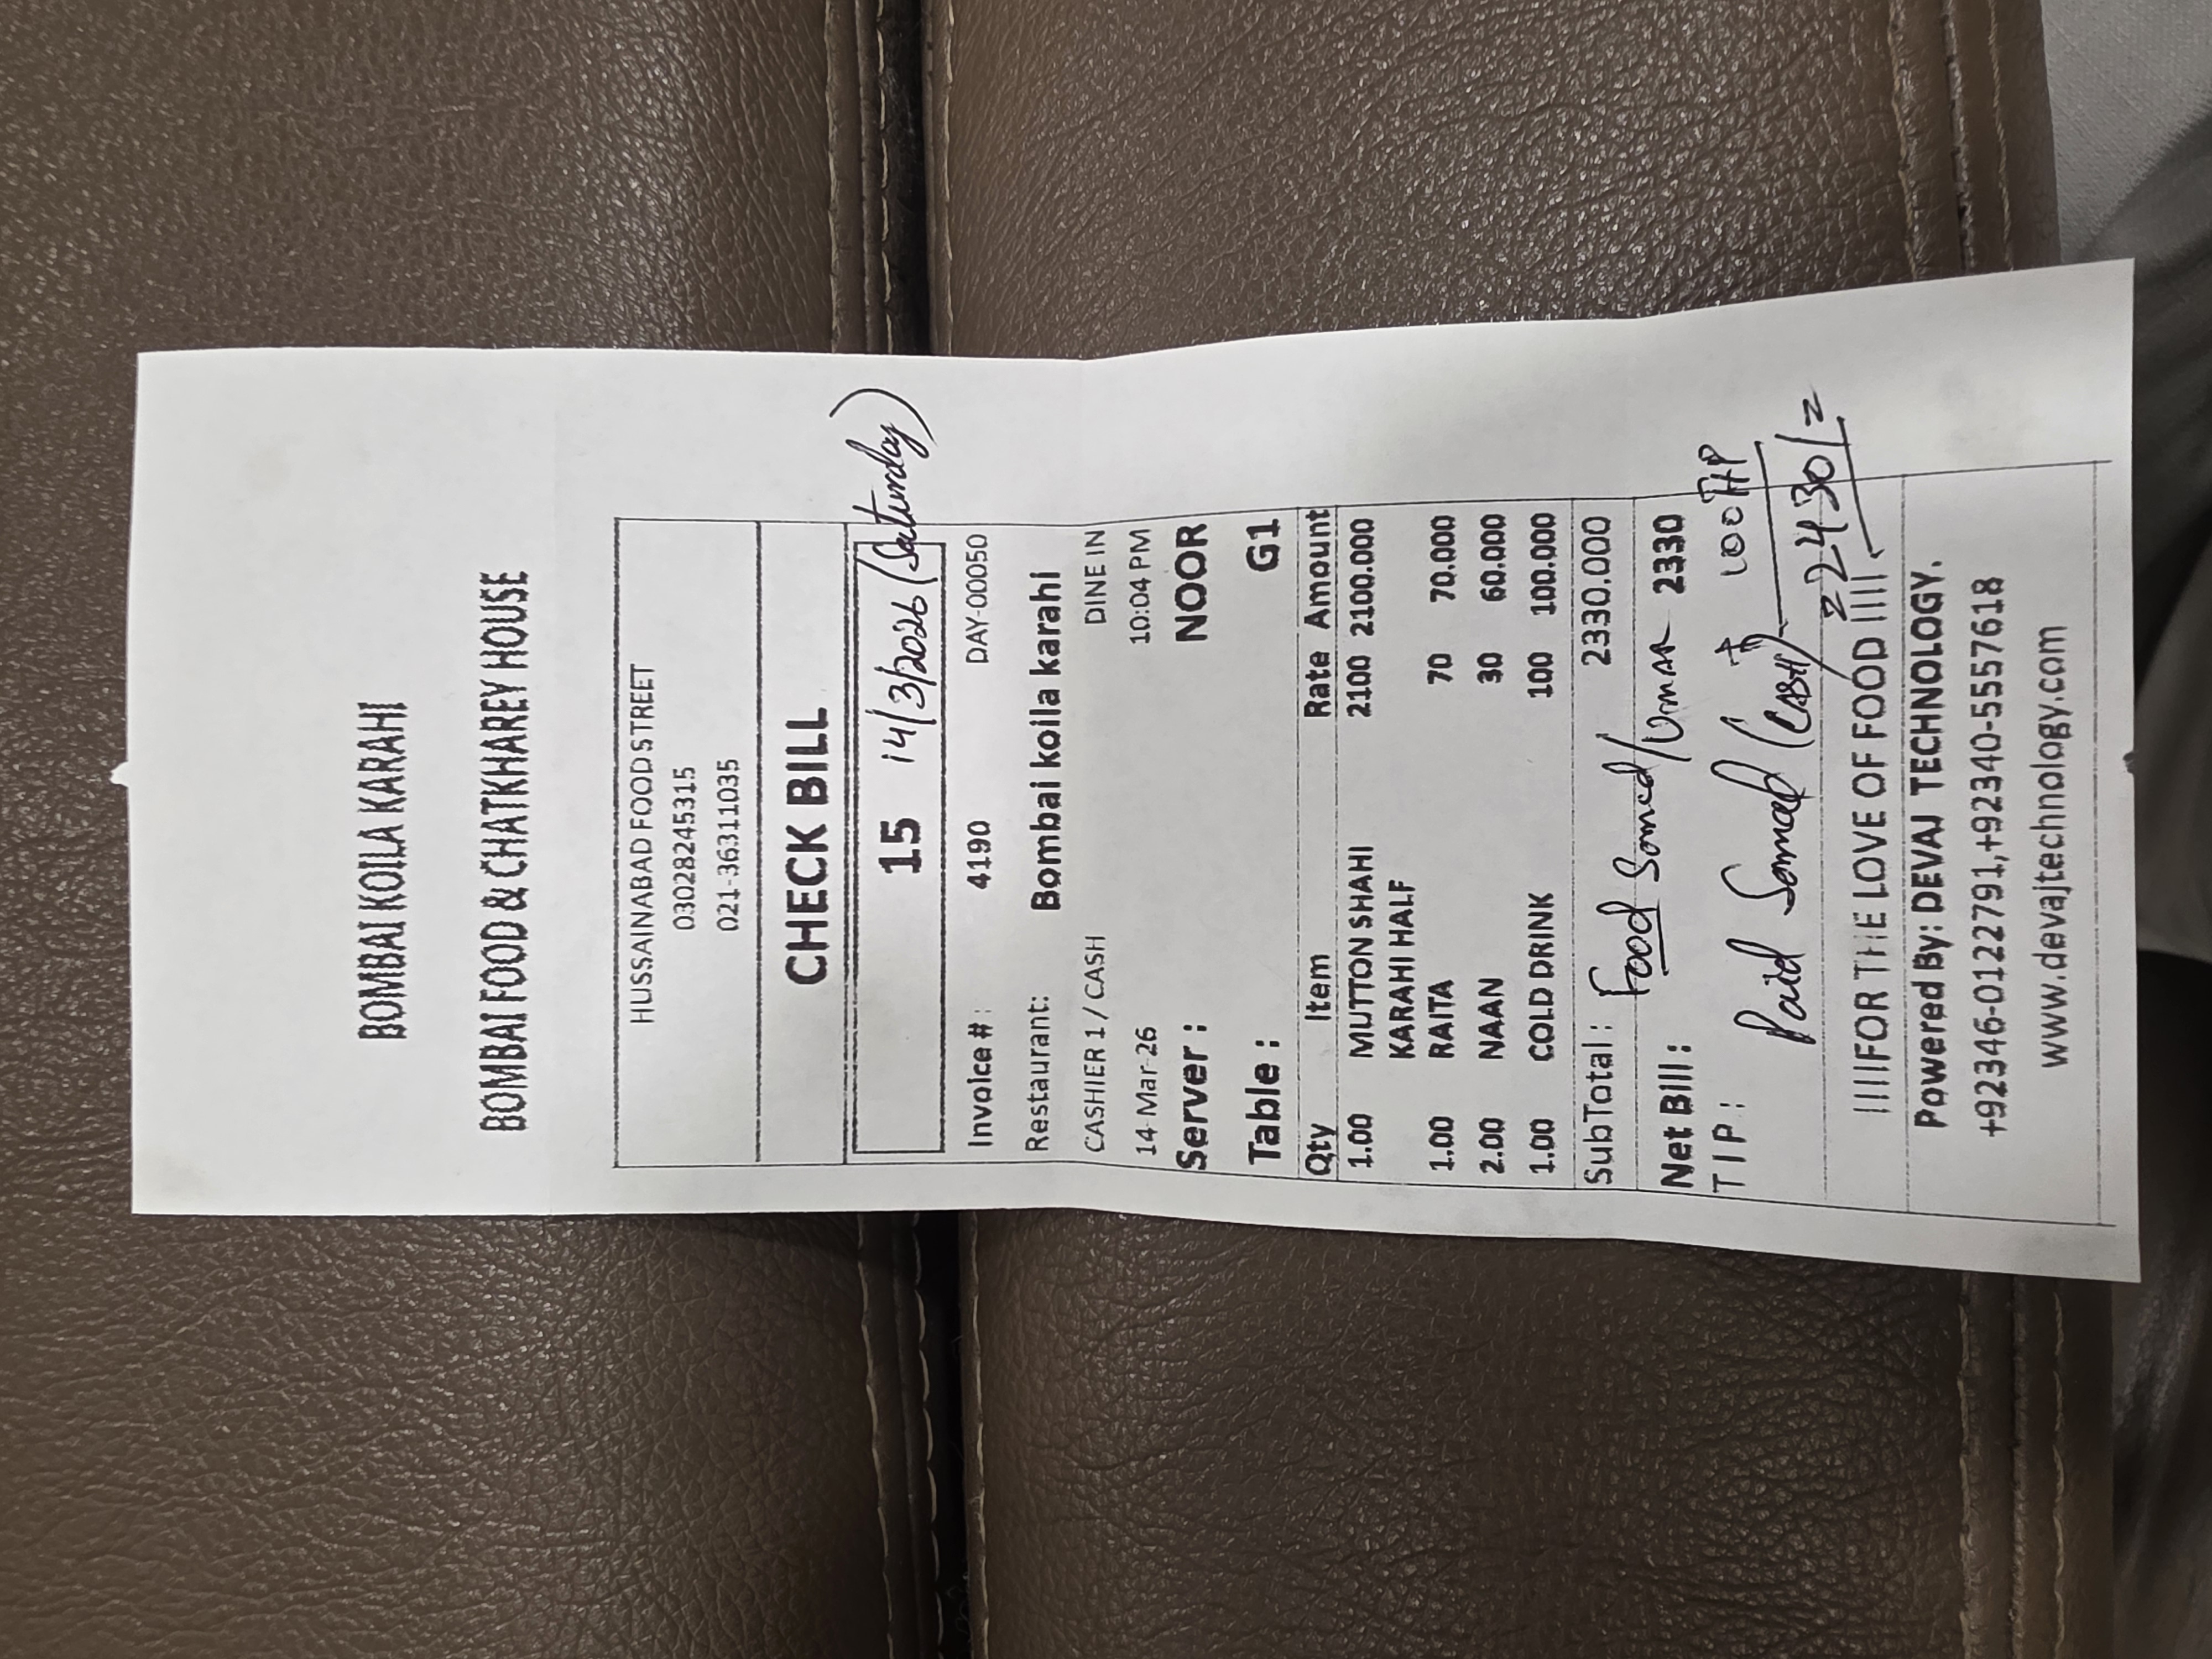 BOMBAI KOILA KARAHI
BOMBAI FOOD & CHATKHAREY HOUSE
HUSSAINABAD FOOD STREET
03028245315
021-36311035
CHECK BILL
15 14/3/2026 (Saturday)
Invoice # : 4190 DAY-00050
Restaurant: Bombai koila karahi
CASHIER 1 / CASH DINE IN
14-Mar-26 10:04 PM
Server : NOOR
Table : G1
Qty Item Rate Amount
1.00 MUTTON SHAHI 2100 2100.000
KARAHI HALF
1.00 RAITA 70 70.000
2.00 NAAN 30 60.000
1.00 COLD DRINK 100 100.000
SubTotal : 2330.000
Food Samad/Umar
Net Bill : 2330
TIP : + 100 TIP
Paid Samad (CASH) = 2430/=
IIIIIFOR THE LOVE OF FOOD IIIII
Powered By: DEVAJ TECHNOLOGY.
+92346-0122791,+92340-5557618
www.devajtechnology.com